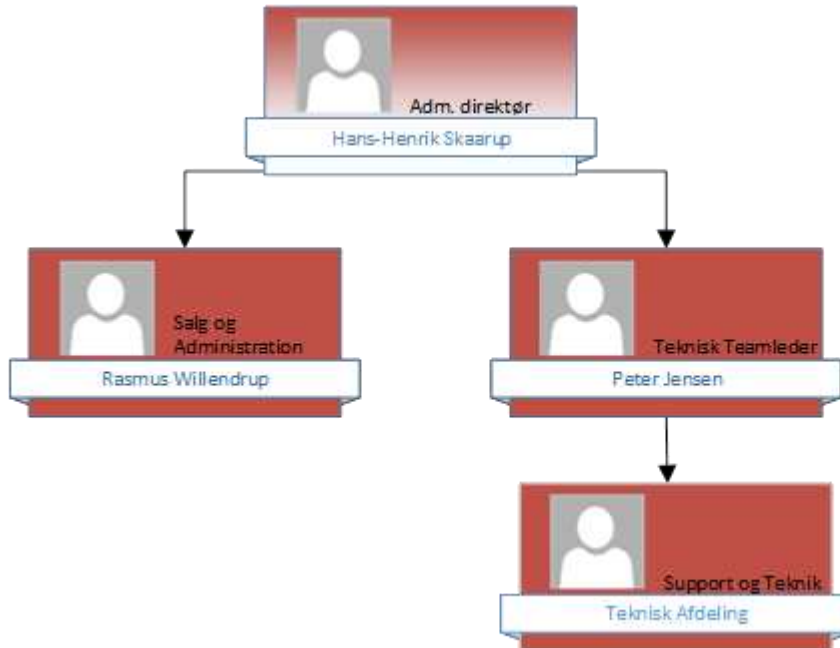 Adm. direktør
Hans-Henrik Skaarup
Salg og
Administration
Rasmus Willendrup
Teknisk Teamleder
Peter Jensen
Support og Teknik
Teknisk Afdeling